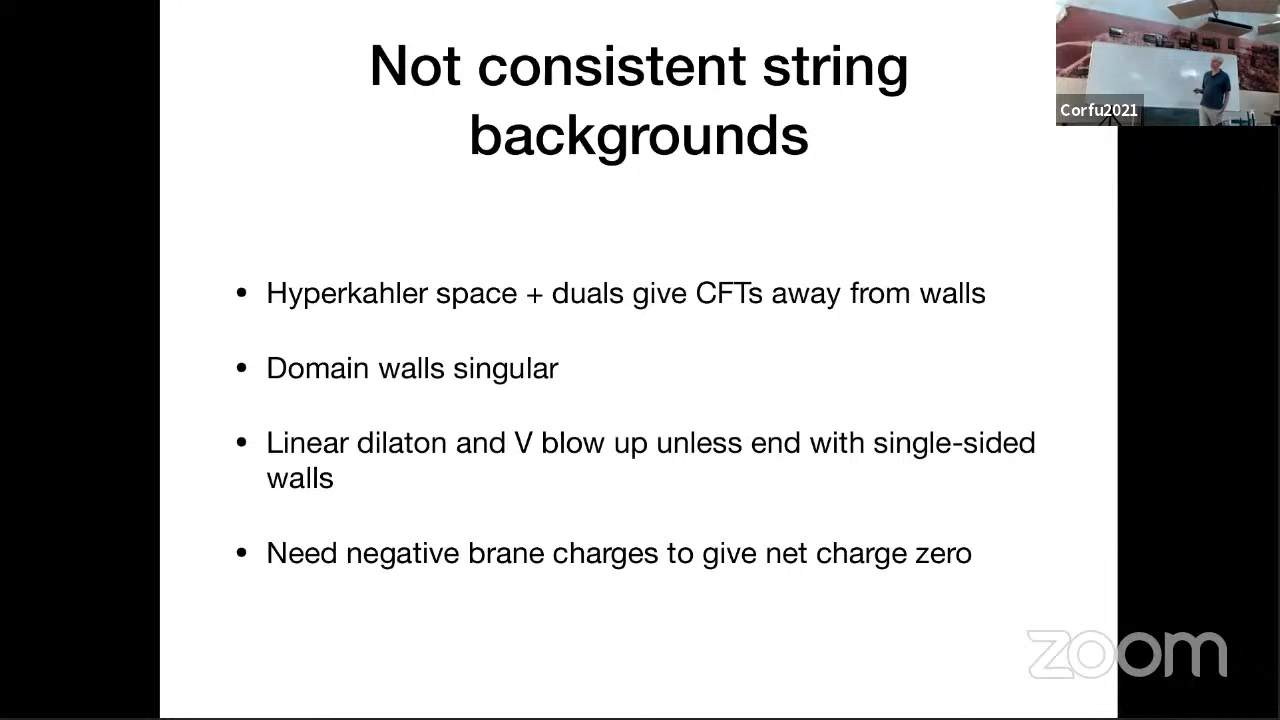 Not consistent string
backgrounds
Corfu2021
• Hyperkahler space + duals give CFTs away from walls
• Domain walls singular
• Linear dilaton and V blow up unless end with single-sided
walls
• Need negative brane charges to give net charge zero
zoom